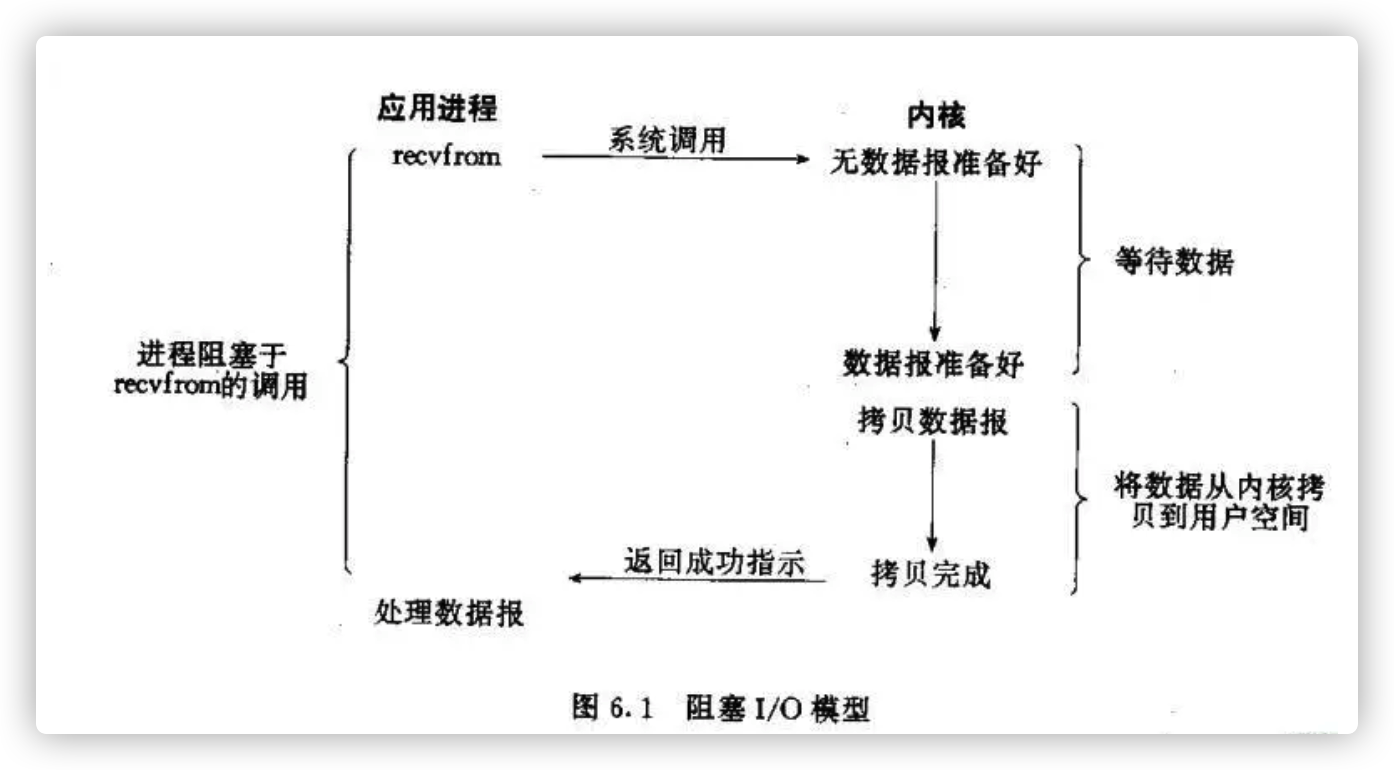 应用进程
内核
recvfrom
系统调用
无数据报准备好
等待数据
进程阻塞于
recvfrom的调用
数据报准备好
拷贝数据报
将数据从内核拷
贝到用户空间
返回成功指示
拷贝完成
处理数据报
图 6.1 阻塞 I/O 模型